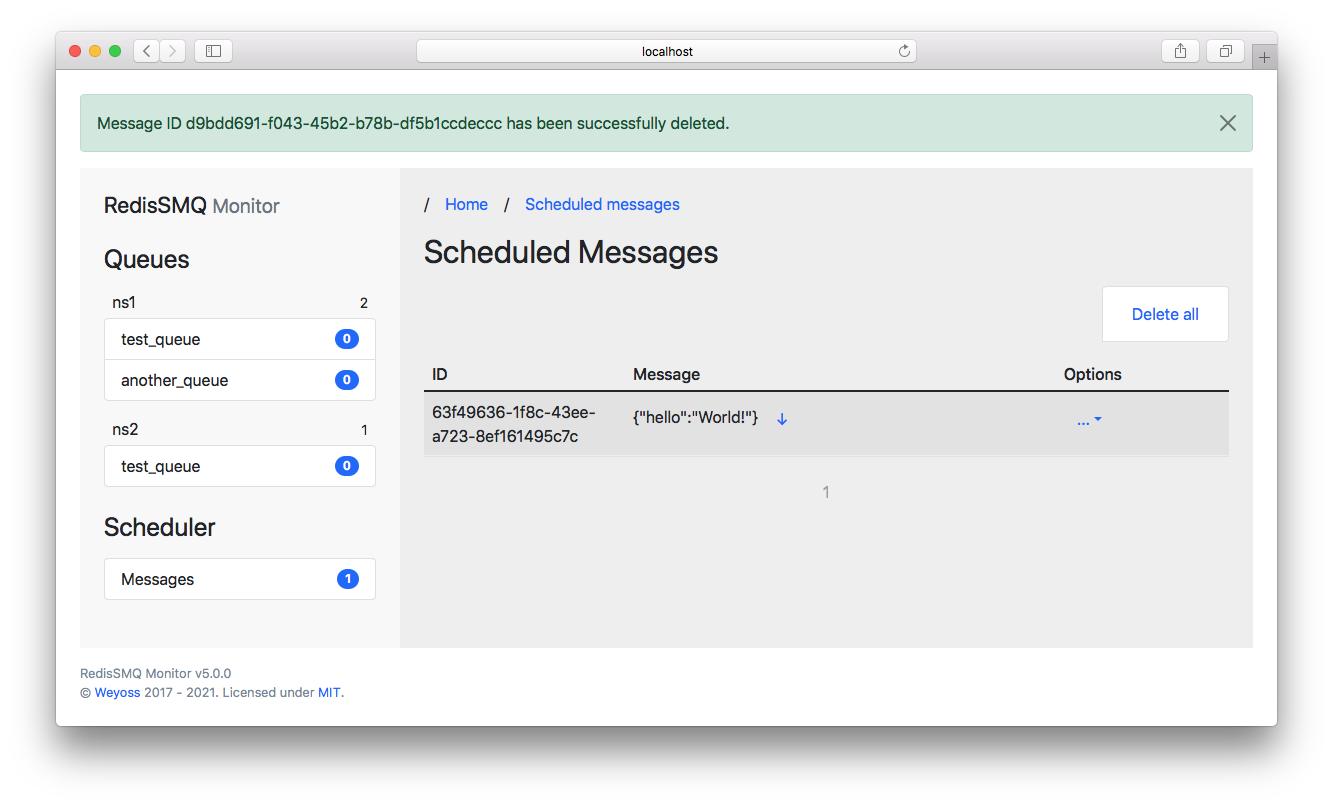 localhost
Message ID d9bdd691-f043-45b2-b78b-df5b1ccdeccc has been successfully deleted.
RedisSMQ Monitor
Queues
ns1 2
test_queue 0
another_queue 0
ns2 1
test_queue 0
Scheduler
Messages 1
/ Home / Scheduled messages
Scheduled Messages
Delete all
ID Message Options
63f49636-1f8c-43ee-
a723-8ef161495c7c
{"hello":"World!"} ↓ ...
1
RedisSMQ Monitor v5.0.0
© Weyoss 2017 - 2021. Licensed under MIT.